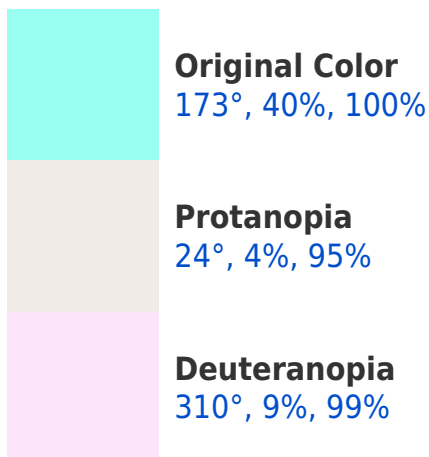 Original Color
173°, 40%, 100%
Protanopia
24°, 4%, 95%
Deuteranopia
310°, 9%, 99%